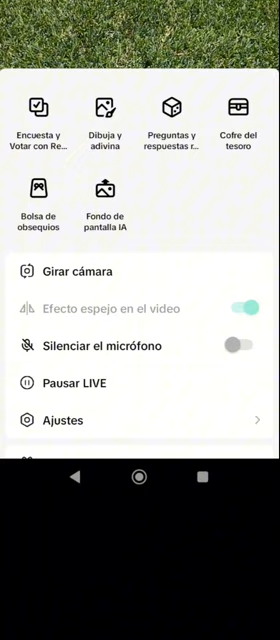 Encuesta y
Votar con Re...
Dibuja y
adivina
Preguntas y
respuestas r...
Cofre del
tesoro
Bolsa de
obsequios
Fondo de
pantalla IA
Girar cámara
Efecto espejo en el video
Silenciar el micrófono
Pausar LIVE
Ajustes